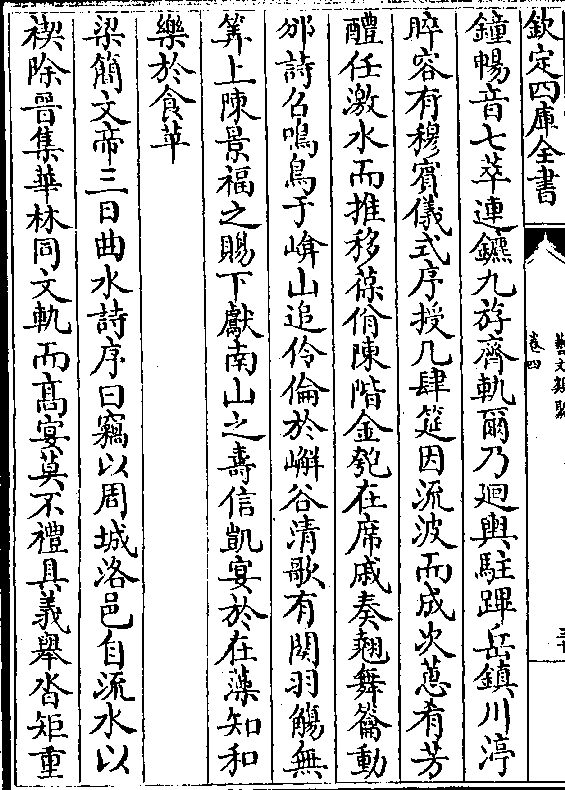 欽定四庫全書
藝文類聚
卷四
鐘暢音七萃連鑣九斿齊軌爾乃廻輿駐蹕岳鎮川渟
睟容有穆賓儀式序授几肆筵因流波而成次蕙肴芳
醴任激水而推移葆佾陳階金匏在席戚奏翹舞籥動
邠詩召鳴鳥于弇山追伶倫於嶰谷清歌有闋羽觴無
筭上陳景福之賜下獻南山之壽信凱宴於在藻知和
樂於食苹
梁簡文帝三日曲水詩序曰竊以周城洛邑自流水以
禊除晉集華林同文軌而高宴莫不禮具義舉沓矩重